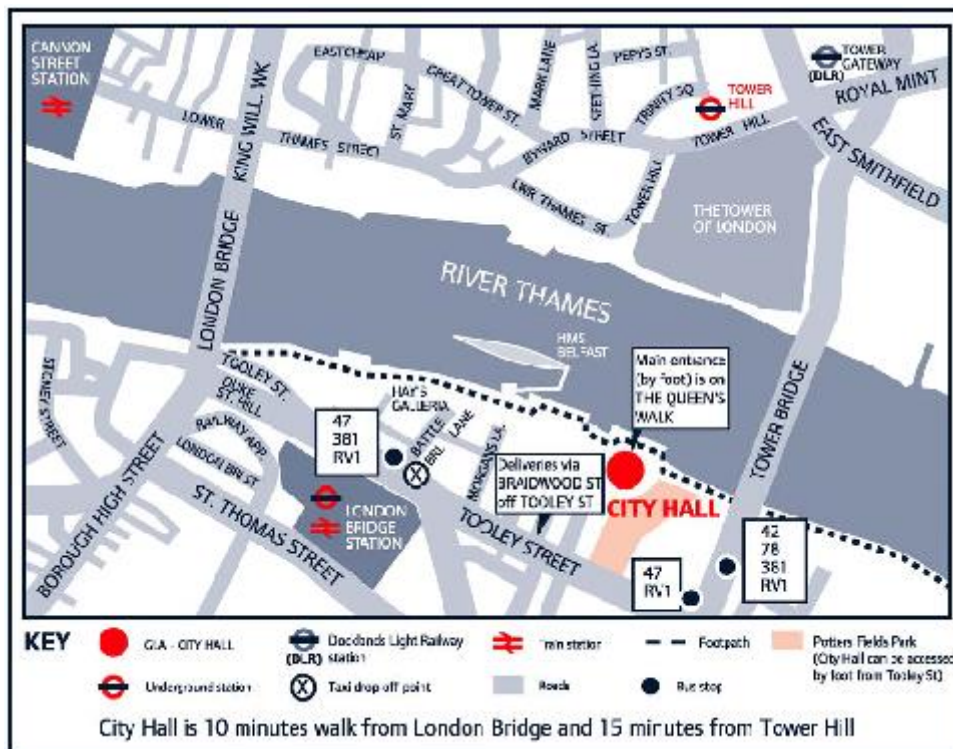 CANNON
STREET
STATION
EASTCHEAP
GREAT TOWER ST.
MARK LANE
SEETHING LA.
PEPYS ST.
TRINITY SQ
TOWER
HILL
TOWER
GATEWAY
(DLR)
ROYAL MINT
EAST SMITHFIELD
TOWER HILL
LOWER
THAMES STREET
ST. MARY
BYWARD STREET
LWR THAMES ST.
TOWER HILL
KING WILL. WK
LONDON BRIDGE
THE TOWER
OF LONDON
RIVER THAMES
HMS
BELFAST
Main entrance
(by foot) is on
THE QUEEN'S
WALK
TOWER BRIDGE
TOOLEY ST.
DUKE
ST. HILL
HAY'S
GALLERIA
BATTLE
BRI. LANE
MORGANS LA.
47
381
RV1
RAILWAY APP
LONDON BRI ST
STONEY STREET
BOROUGH HIGH STREET
ST. THOMAS STREET
LONDON
BRIDGE
STATION
Deliveries via
BRAIDWOOD ST
off TOOLEY ST
TOOLEY STREET
CITY HALL
47
RV1
42
78
381
RV1
KEY
GLA - CITY HALL
Docklands Light Railway
(DLR) station
Train station
Footpath
Potters Fields Park
(City Hall can be accessed
by foot from Tooley St)
Underground station
Taxi drop off point
Roads
Bus stop
City Hall is 10 minutes walk from London Bridge and 15 minutes from Tower Hill